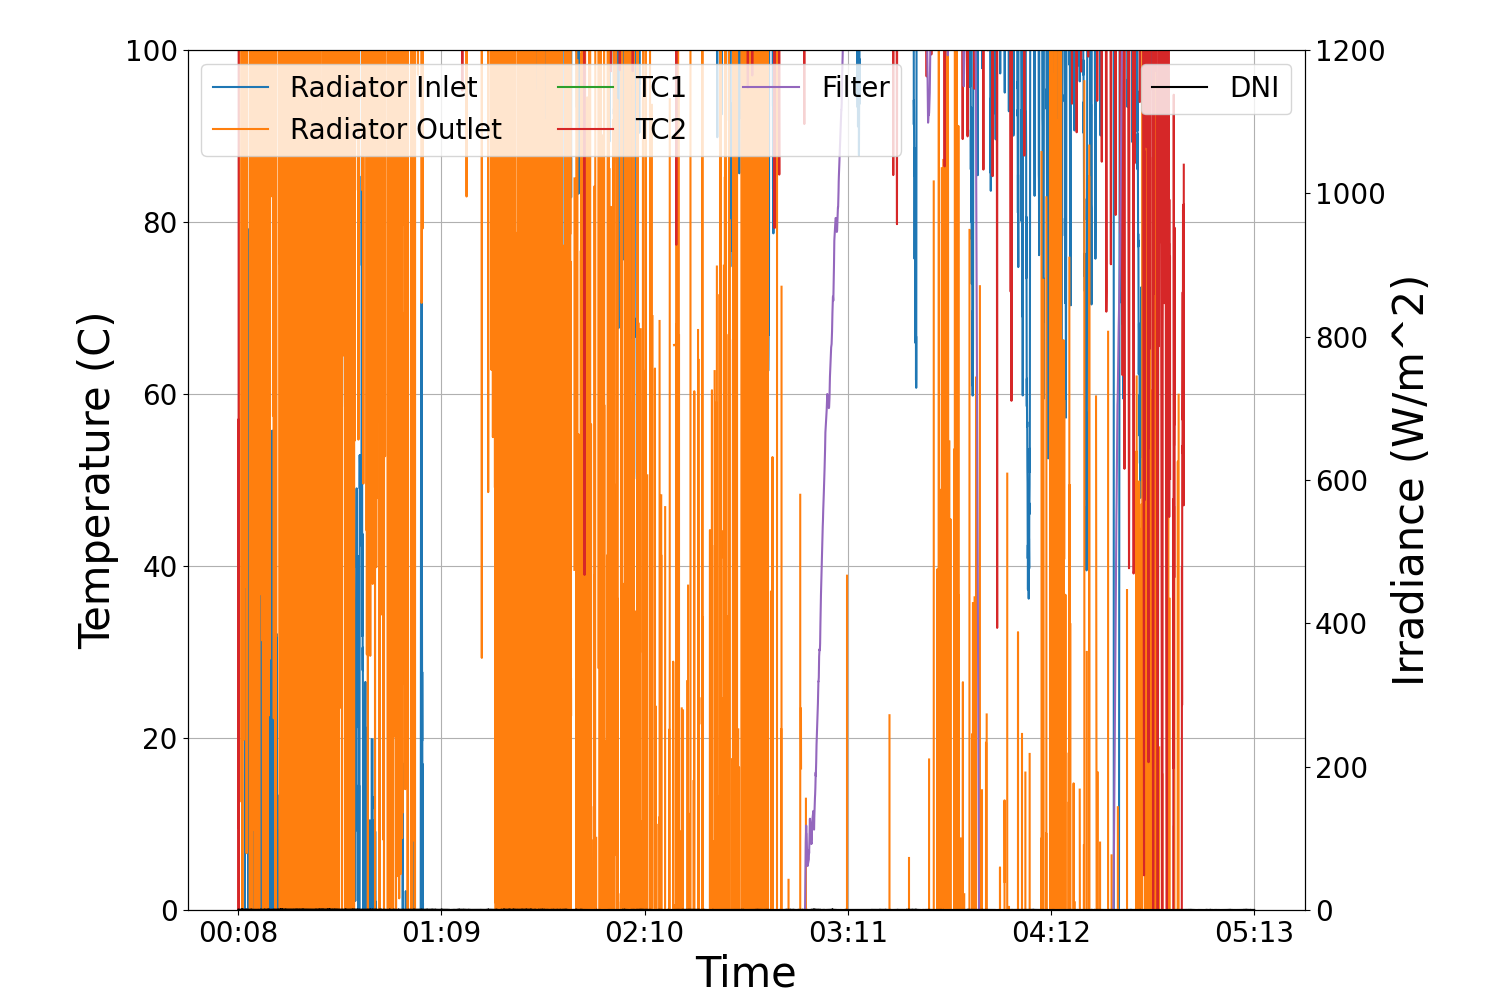 Radiator Inlet
Radiator Outlet
TC1
TC2
Filter
DNI
Temperature (C)
100
80
60
40
20
0
Irradiance (W/m^2)
1200
1000
800
600
400
200
0
00:08
01:09
02:10
03:11
04:12
05:13
Time